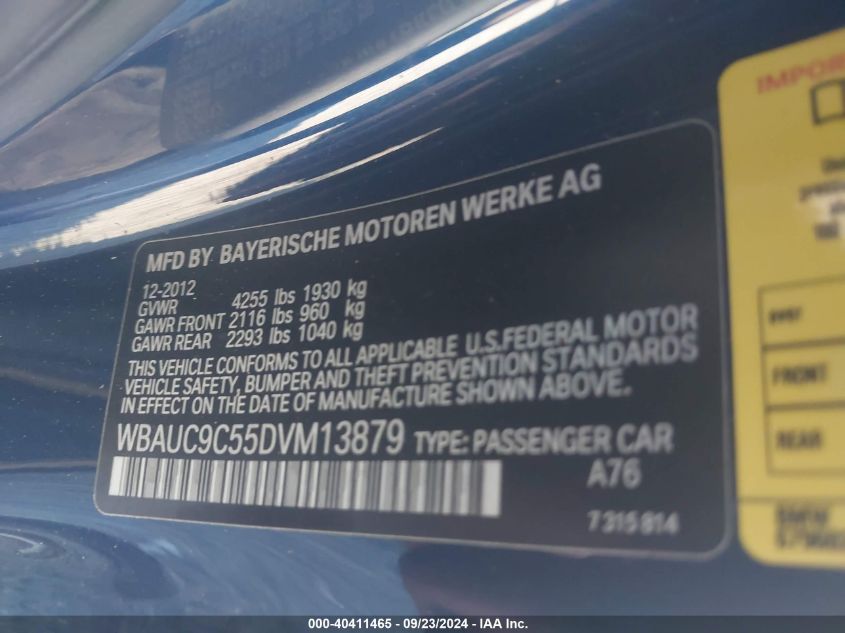 MFD BY BAYERISCHE MOTOREN WERKE AG
12-2012
GVWR 4255 lbs 1930 kg
GAWR FRONT 2116 lbs 960 kg
GAWR REAR 2293 lbs 1040 kg
THIS VEHICLE CONFORMS TO ALL APPLICABLE U.S.FEDERAL MOTOR
VEHICLE SAFETY, BUMPER AND THEFT PREVENTION STANDARDS
IN EFFECT ON THE DATE OF MANUFACTURE SHOWN ABOVE.
WBAUC9C55DVM13879 TYPE: PASSENGER CAR
A76
7 315 814
IMPOR
FRONT
REAR
BMW
000-40411465 - 09/23/2024 - IAA Inc.